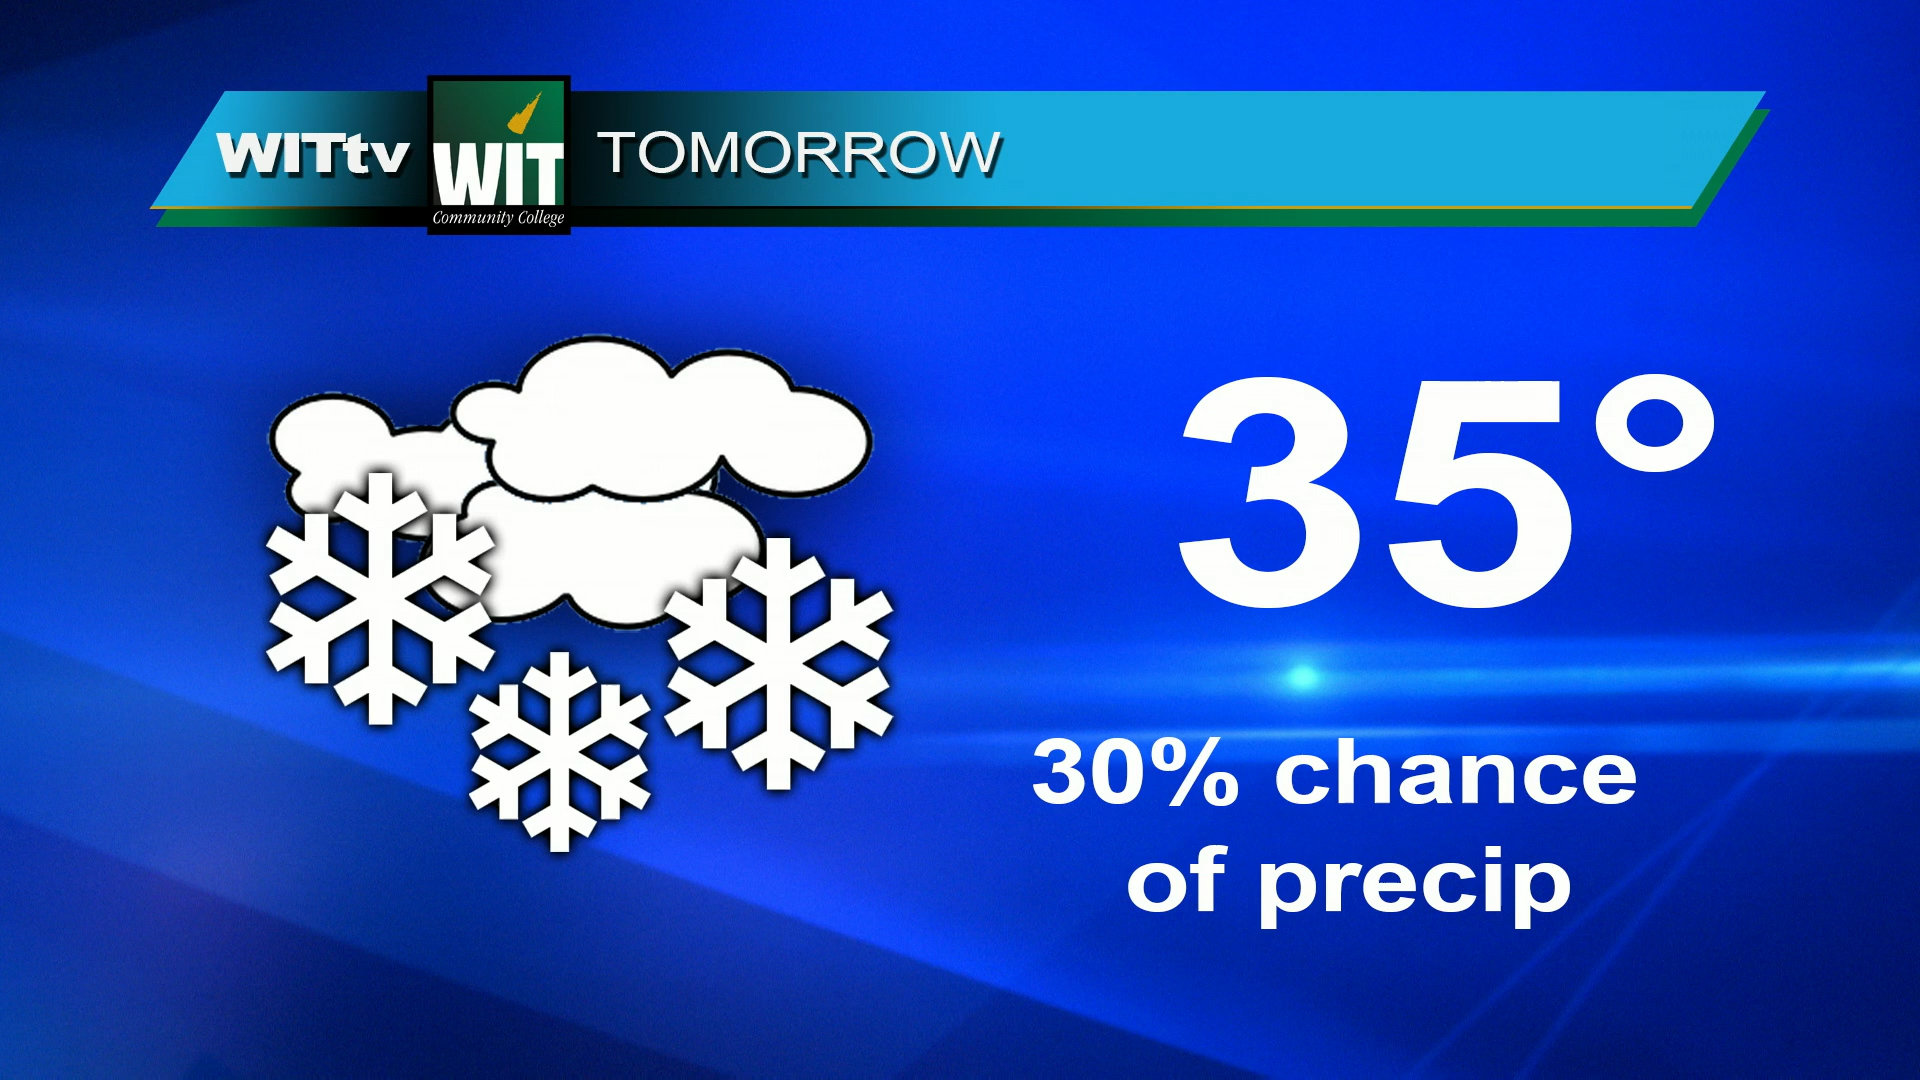 WITtv
WIT
Community College
TOMORROW
35°
30% chance
of precip